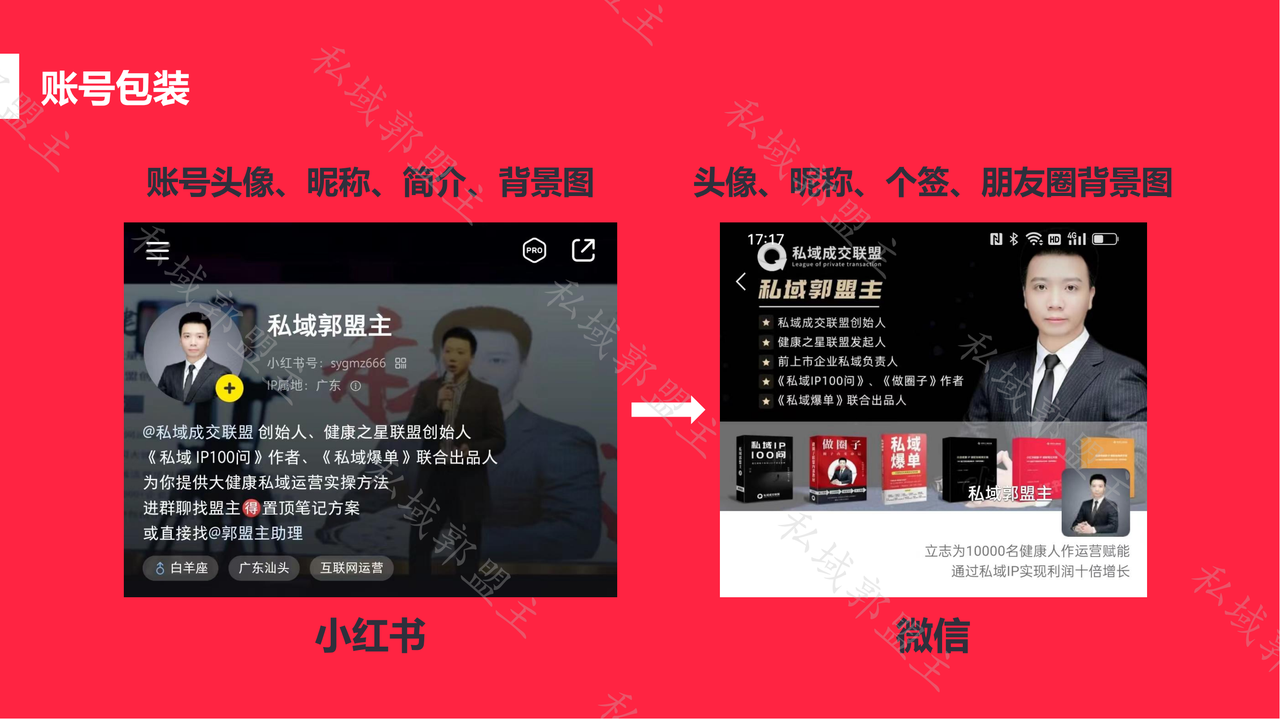 账号包装
账号头像、昵称、简介、背景图
头像、昵称、个签、朋友圈背景图
PRO
私域郭盟主
小红书号：sygmz666
IP属地：广东
@私域成交联盟 创始人、健康之星联盟创始人
《私域IP100问》作者、《私域爆单》联合出品人
为你提供大健康私域运营实操方法
进群聊找盟主得置顶笔记方案
或直接找@郭盟主助理
♂ 白羊座
广东汕头
互联网运营
小红书
17:17
HD
4G
私域成交联盟
League of private transaction
私域郭盟主
★ 私域成交联盟创始人
★ 健康之星联盟发起人
★ 前上市企业私域负责人
★ 《私域IP100问》、《做圈子》作者
★ 《私域爆单》联合出品人
私域IP
100问
做圈子
私域
爆单
私域郭盟主
立志为10000名健康人作运营赋能
通过私域IP实现利润十倍增长
微信
私域郭盟主